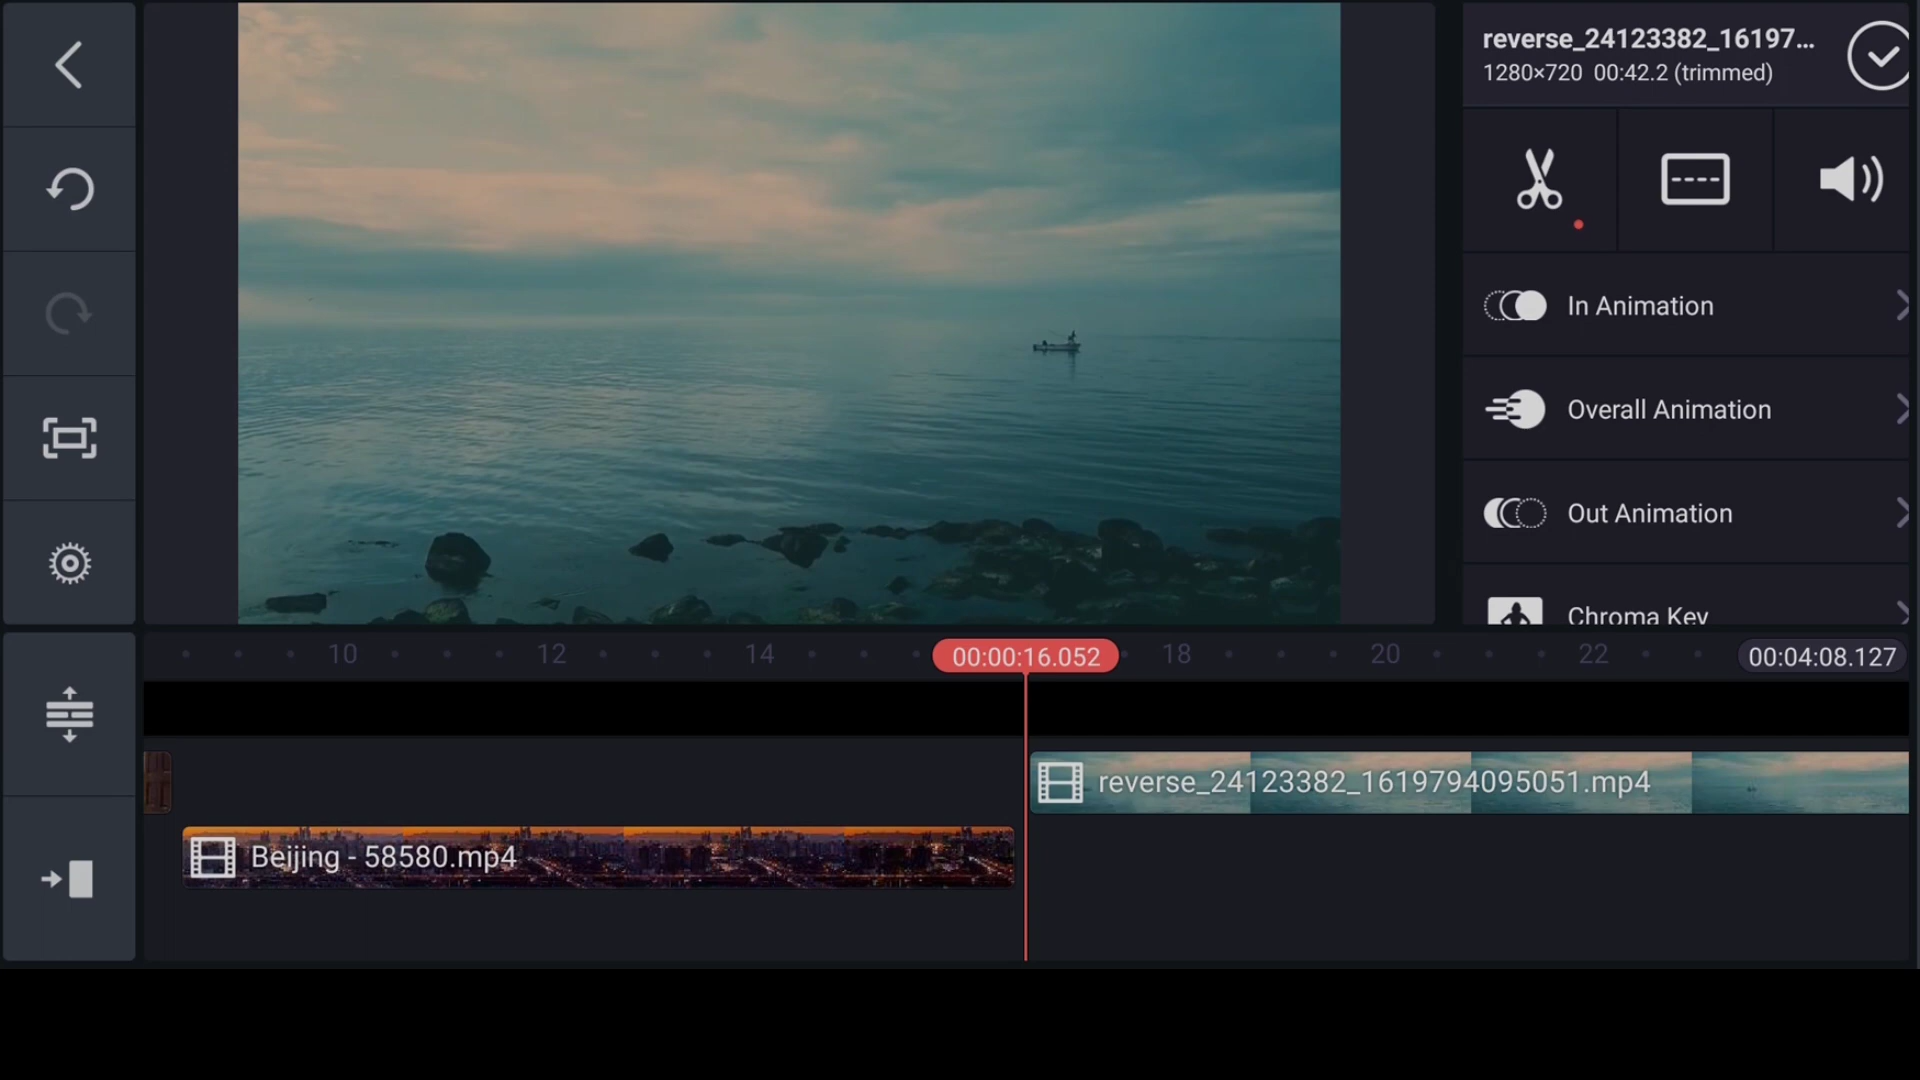 reverse_24123382_16197...
1280×720 00:42.2 (trimmed)
In Animation
Overall Animation
Out Animation
Chroma Key
10 12 14 00:00:16.052 18 20 22 00:04:08.127
reverse_24123382_1619794095051.mp4
Beijing - 58580.mp4